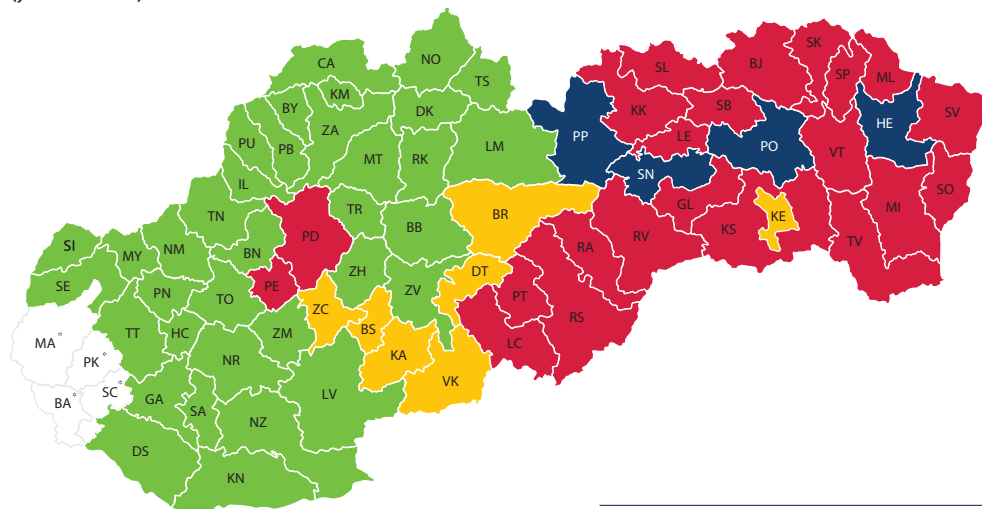 CA
NO
TS
KM
BY
DK
ZA
PU
PB
MT
RK
LM
IL
TN
TR
BB
BR
PD
BN
ZH
SI
MY
NM
SE
PN
TO
PE
ZC
DT
ZV
BS
MA*
TT
HC
ZM
KA
PK*
NR
VK
BA*
SC*
GA
SA
NZ
LV
DS
KN
SK
SL
BJ
SP
ML
KK
SB
HE
SV
PP
LE
PO
VT
SN
GL
KE
MI
SO
RA
RV
KS
TV
PT
RS
LC